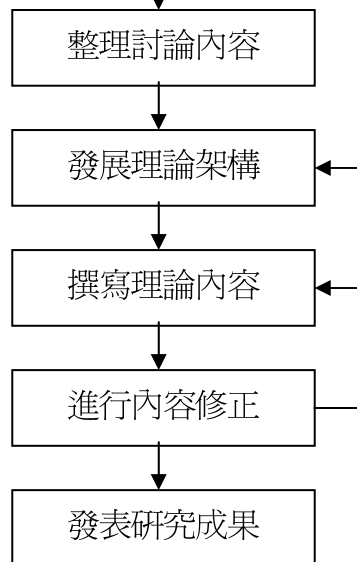 整理討論內容
發展理論架構
撰寫理論內容
進行內容修正
發表研究成果